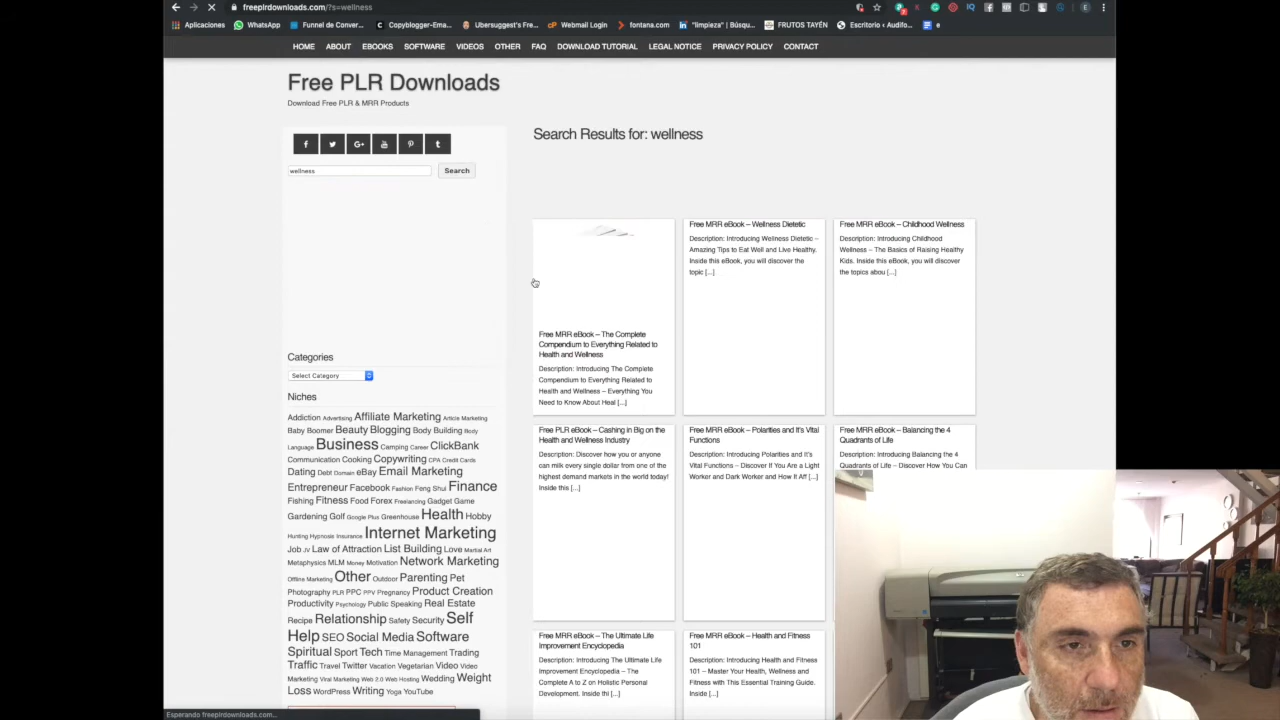 freeplrdownloads.com/?s=wellness
Aplicaciones WhatsApp Funnel de Conver... Copyblogger-Ema... Ubersuggest's Fre... Webmail Login fontana.com "limpieza" | Búsqu... FRUTOS TAYÉN Escritorio ‹ Audifo... e
HOME ABOUT EBOOKS SOFTWARE VIDEOS OTHER FAQ DOWNLOAD TUTORIAL LEGAL NOTICE PRIVACY POLICY CONTACT
Free PLR Downloads
Download Free PLR & MRR Products
Search Results for: wellness
wellness Search
Free MRR eBook – The Complete
Compendium to Everything Related to
Health and Wellness
Description: Introducing The Complete
Compendium to Everything Related to
Health and Wellness – Everything You
Need to Know About Heal [...]
Free MRR eBook – Wellness Dietetic
Description: Introducing Wellness Dietetic –
Amazing Tips to Eat Well and Live Healthy.
Inside this eBook, you will discover the
topic [...]
Free MRR eBook – Childhood Wellness
Description: Introducing Childhood
Wellness – The Basics of Raising Healthy
Kids. Inside this eBook, you will discover
the topics abou [...]
Categories
Select Category
Niches
Addiction Advertising Affiliate Marketing Article Marketing
Baby Boomer Beauty Blogging Body Building Body
Language Business Camping Career ClickBank
Communication Cooking Copywriting CPA Credit Cards
Dating Debt Domain eBay Email Marketing
Entrepreneur Facebook Fashion Feng Shui Finance
Fishing Fitness Food Forex Freelancing Gadget Game
Gardening Golf Google Plus Greenhouse Health Hobby
Hunting Hypnosis Insurance Internet Marketing
Job JV Law of Attraction List Building Love Martial Art
Metaphysics MLM Money Motivation Network Marketing
Offline Marketing Other Outdoor Parenting Pet
Photography PLR PPC PPV Pregnancy Product Creation
Productivity Psychology Public Speaking Real Estate
Recipe Relationship Safety Security Self
Help SEO Social Media Software
Spiritual Sport Tech Time Management Trading
Traffic Travel Twitter Vacation Vegetarian Video Video
Marketing Viral Marketing Web 2.0 Web Hosting Wedding Weight
Loss WordPress Writing Yoga YouTube
Free PLR eBook – Cashing in Big on the
Health and Wellness Industry
Description: Discover how you or anyone
can milk every single dollar from one of the
highest demand markets in the world today!
Inside this [...]
Free MRR eBook – Polarities and It's Vital
Functions
Description: Introducing Polarities and It's
Vital Functions – Discover If You Are a Light
Worker and Dark Worker and How It Aff [...]
Free MRR eBook – Balancing the 4
Quadrants of Life
Description: Introducing Balancing the 4
Quadrants of Life – Discover How You Can
Free MRR eBook – The Ultimate Life
Improvement Encyclopedia
Description: Introducing The Ultimate Life
Improvement Encyclopedia – The
Complete A to Z on Holistic Personal
Development. Inside thi [...]
Free MRR eBook – Health and Fitness
101
Description: Introducing Health and Fitness
101 – Master Your Health, Wellness and
Fitness with This Essential Training Guide.
Inside [...]
Esperando freeplrdownloads.com...